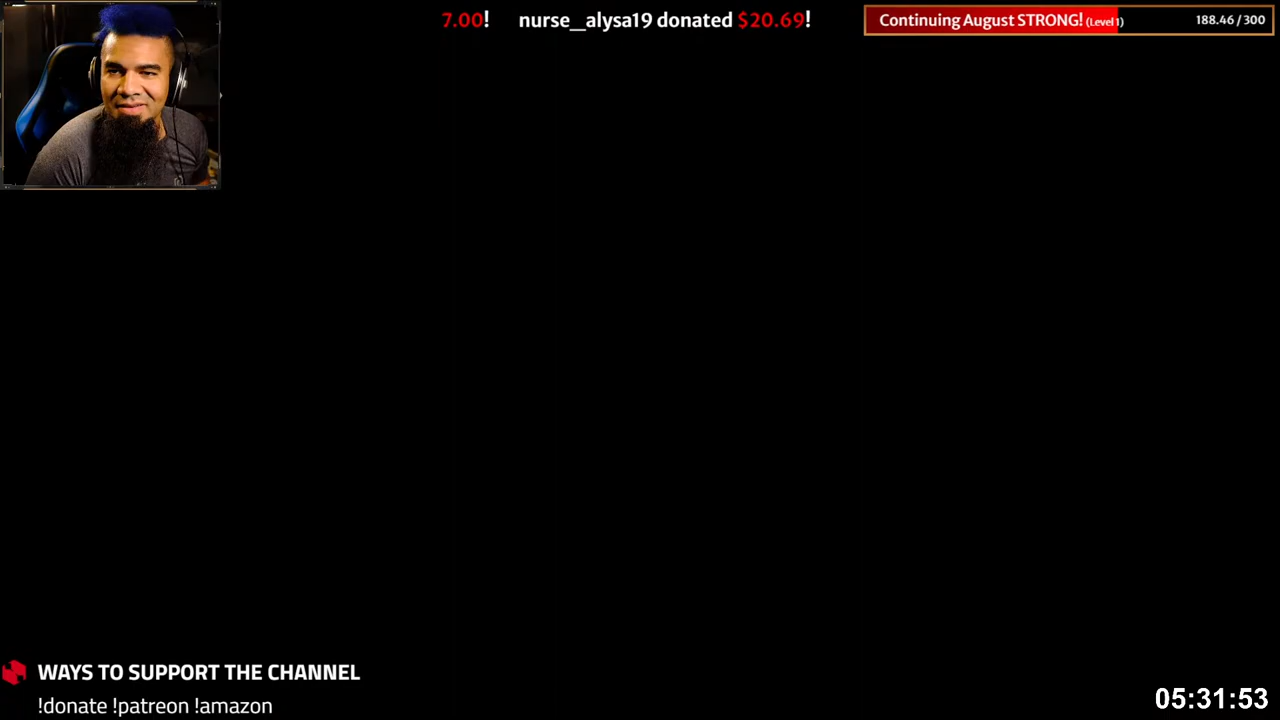 7.00! nurse__alysa19 donated $20.69!
Continuing August STRONG! (Level 1) 188.46 / 300
WAYS TO SUPPORT THE CHANNEL
!donate !patreon !amazon
05:31:53